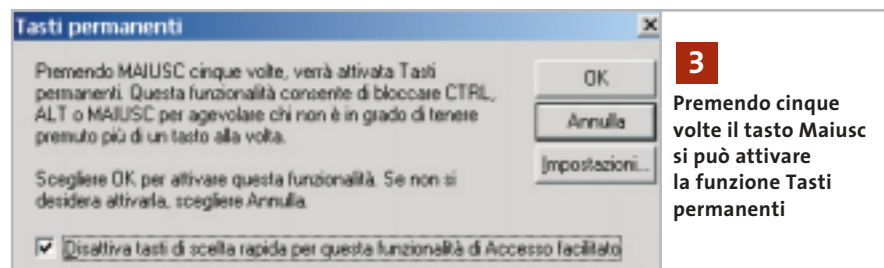 Tasti permanenti
Premendo MAIUSC cinque volte, verrà attivata Tasti
permanenti. Questa funzionalità consente di bloccare CTRL,
ALT o MAIUSC per agevolare chi non è in grado di tenere
premuto più di un tasto alla volta.
Scegliere OK per attivare questa funzionalità. Se non si
desidera attivarla, scegliere Annulla.
Disattiva tasti di scelta rapida per questa funzionalità di Accesso facilitato
OK
Annulla
Impostazioni...
3
Premendo cinque
volte il tasto Maiusc
si può attivare
la funzione Tasti
permanenti